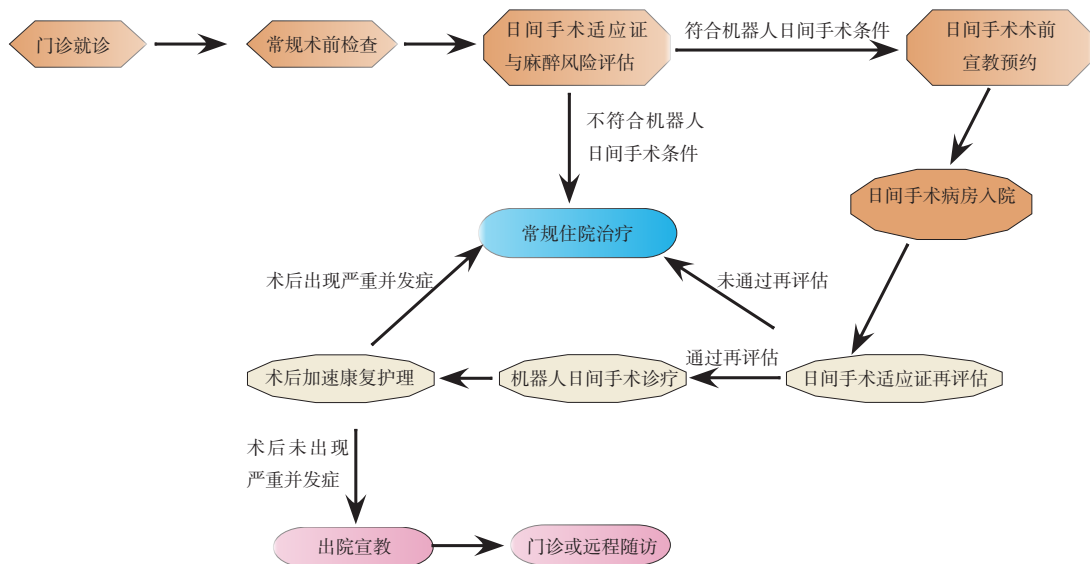 门诊就诊
常规术前检查
日间手术适应证
与麻醉风险评估
符合机器人日间手术条件
日间手术术前
宣教预约
不符合机器人
日间手术条件
日间手术病房入院
常规住院治疗
术后出现严重并发症
未通过再评估
通过再评估
术后加速康复护理
机器人日间手术诊疗
日间手术适应证再评估
术后未出现
严重并发症
出院宣教
门诊或远程随访